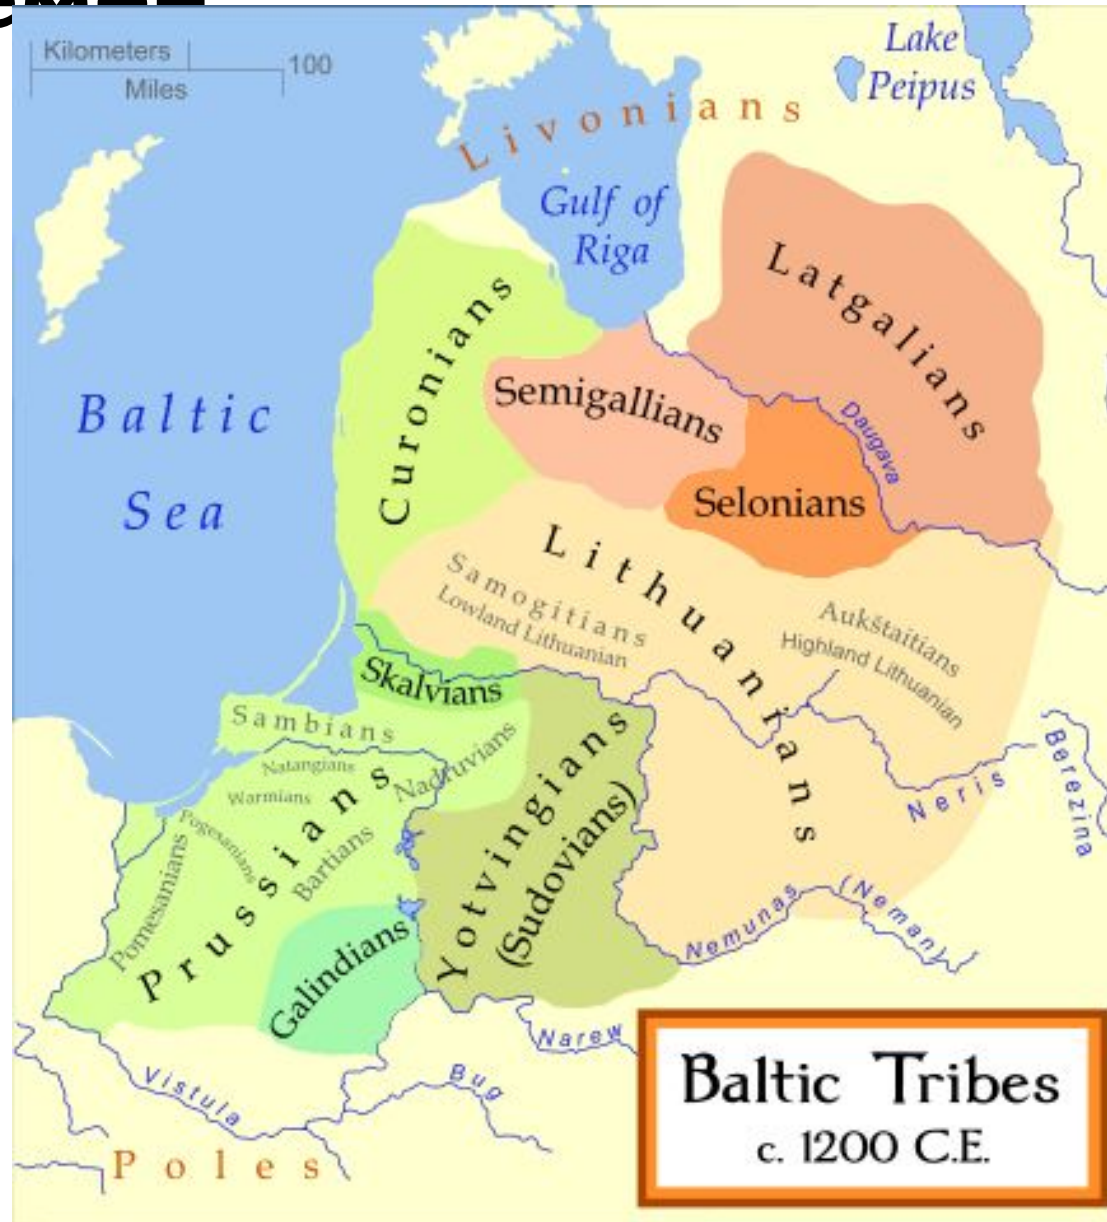 Kilometers
100
Miles
Lake
Peipus
Livonians
Gulf of
Riga
Latgalians
Curonians
Semigallians
Daugava
Baltic
Sea
Selonians
Lithuanians
Samogitians
Lowland Lithuanian
Aukštaitians
Highland Lithuanian
Skalvians
Sambians
Natangians
Nadruvians
Warmians
Pogesanians
Prussians
Bartians
Pomesanians
Yotvingians
(Sudovians)
Galindians
Neris
Berezina
Nemunas
(Neman)
Narew
Bug
Vistula
Poles
Baltic Tribes
c. 1200 C.E.